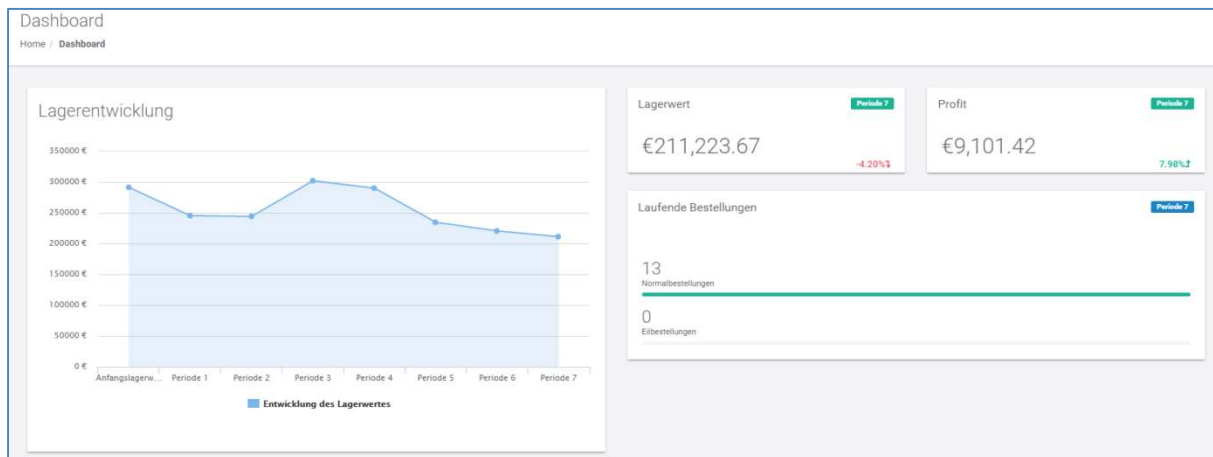 Dashboard
Home / Dashboard
Lagerentwicklung
350000 €
300000 €
250000 €
200000 €
150000 €
100000 €
50000 €
0 €
Anfangslagerw... Periode 1 Periode 2 Periode 3 Periode 4 Periode 5 Periode 6 Periode 7
Entwicklung des Lagerwertes
Lagerwert Periode 7
€211,223.67
-4.20%
Profit Periode 7
€9,101.42
7.98%
Laufende Bestellungen Periode 7
13
Normalbestellungen
0
Eilbestellungen